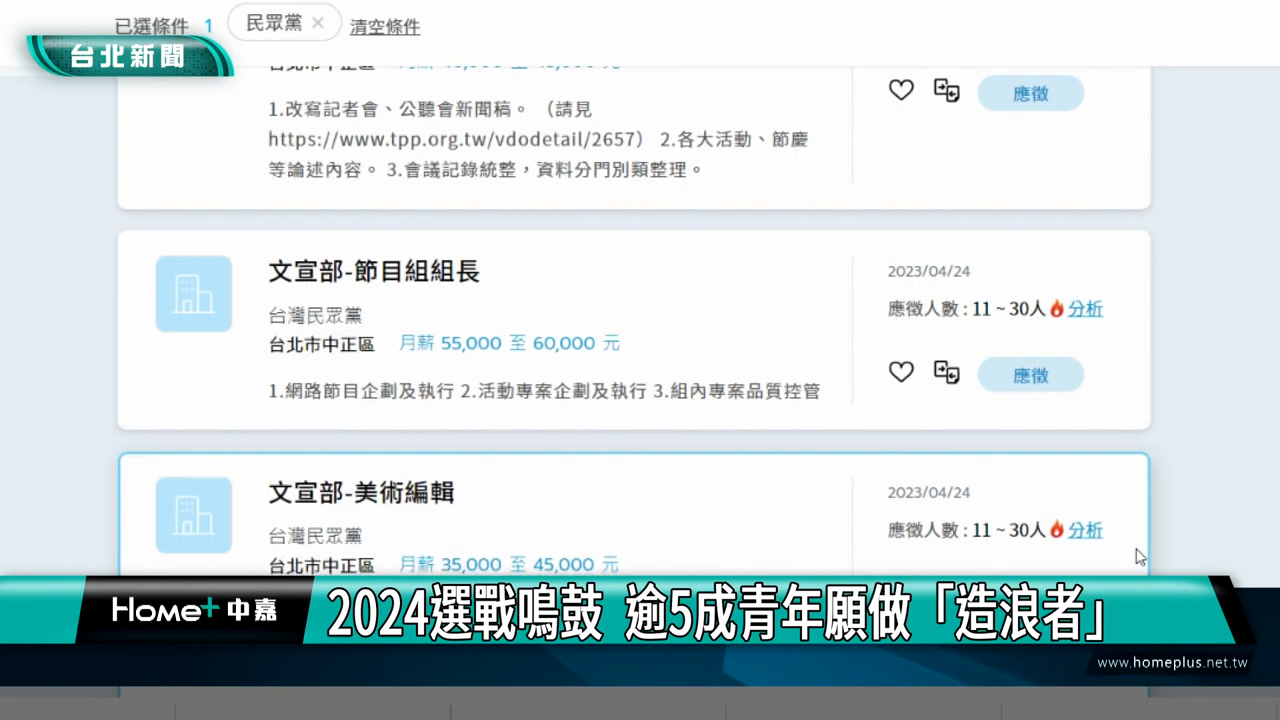 已選條件 1 民眾黨 × 清空條件
台北新聞
1.改寫記者會、公聽會新聞稿。 （請見
https://www.tpp.org.tw/vdodetail/2657） 2.各大活動、節慶
等論述內容。 3.會議記錄統整，資料分門別類整理。
應徵
文宣部-節目組組長
台灣民眾黨
台北市中正區 月薪 55,000 至 60,000 元
1.網路節目企劃及執行 2.活動專案企劃及執行 3.組內專案品質控管
2023/04/24
應徵人數 : 11 ~ 30人 分析
應徵
文宣部-美術編輯
台灣民眾黨
台北市中正區 月薪 35,000 至 45,000 元
2023/04/24
應徵人數 : 11 ~ 30人 分析
Home+ 中嘉
2024選戰鳴鼓 逾5成青年願做「造浪者」
www.homeplus.net.tw